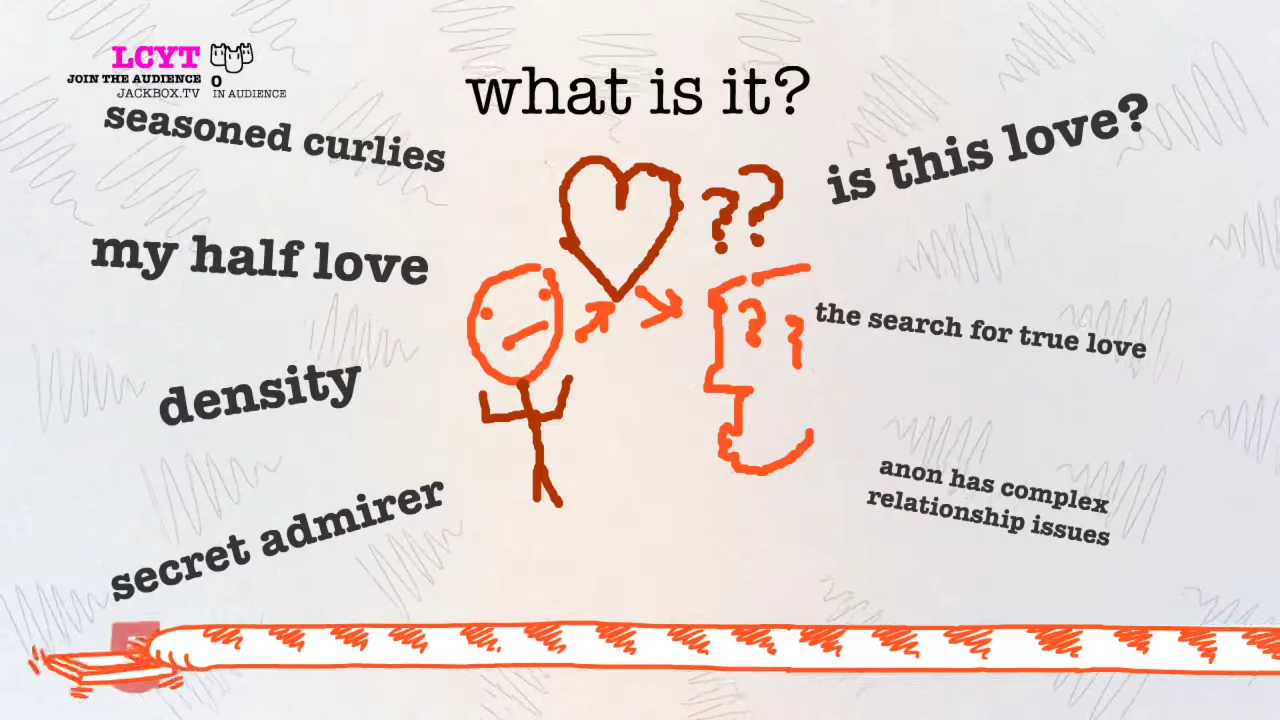 LCYT
JOIN THE AUDIENCE
JACKBOX.TV
0
IN AUDIENCE
what is it?
seasoned curlies
my half love
density
secret admirer
??
??
is this love?
the search for true love
anon has complex
relationship issues